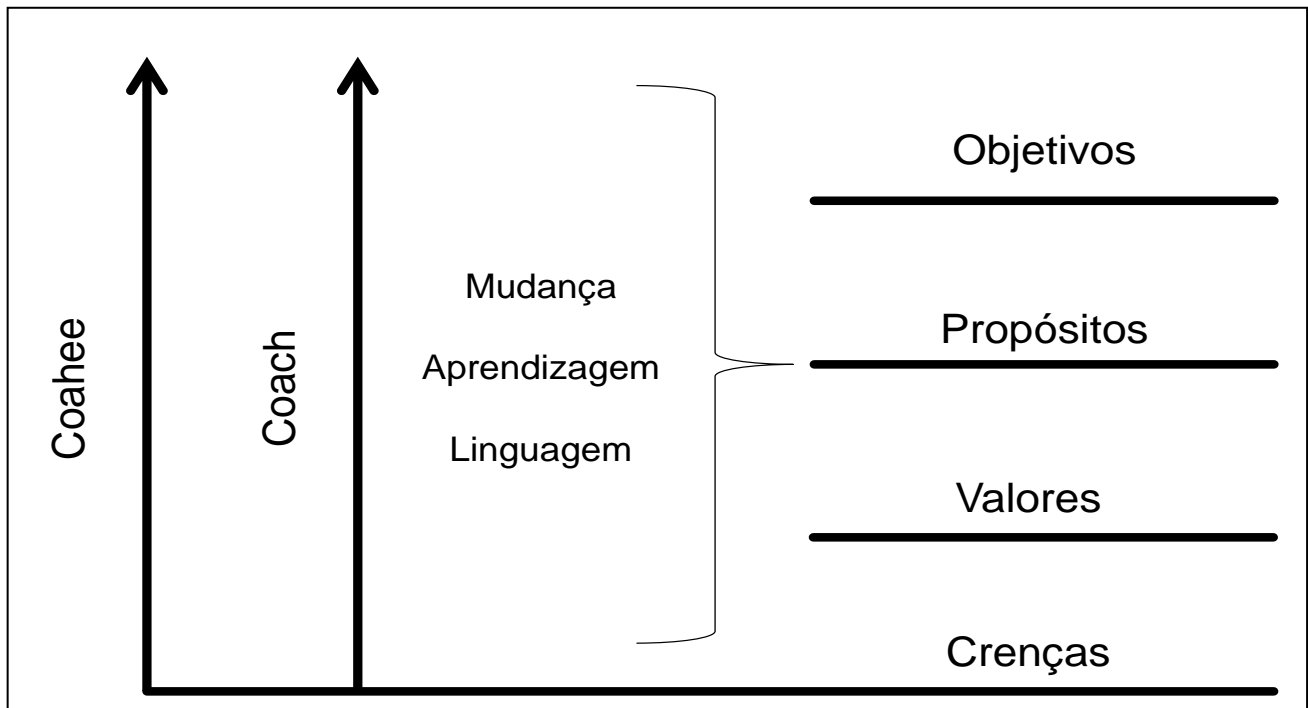 Coahee
Coach
Mudança
Aprendizagem
Linguagem
Objetivos
Propósitos
Valores
Crenças